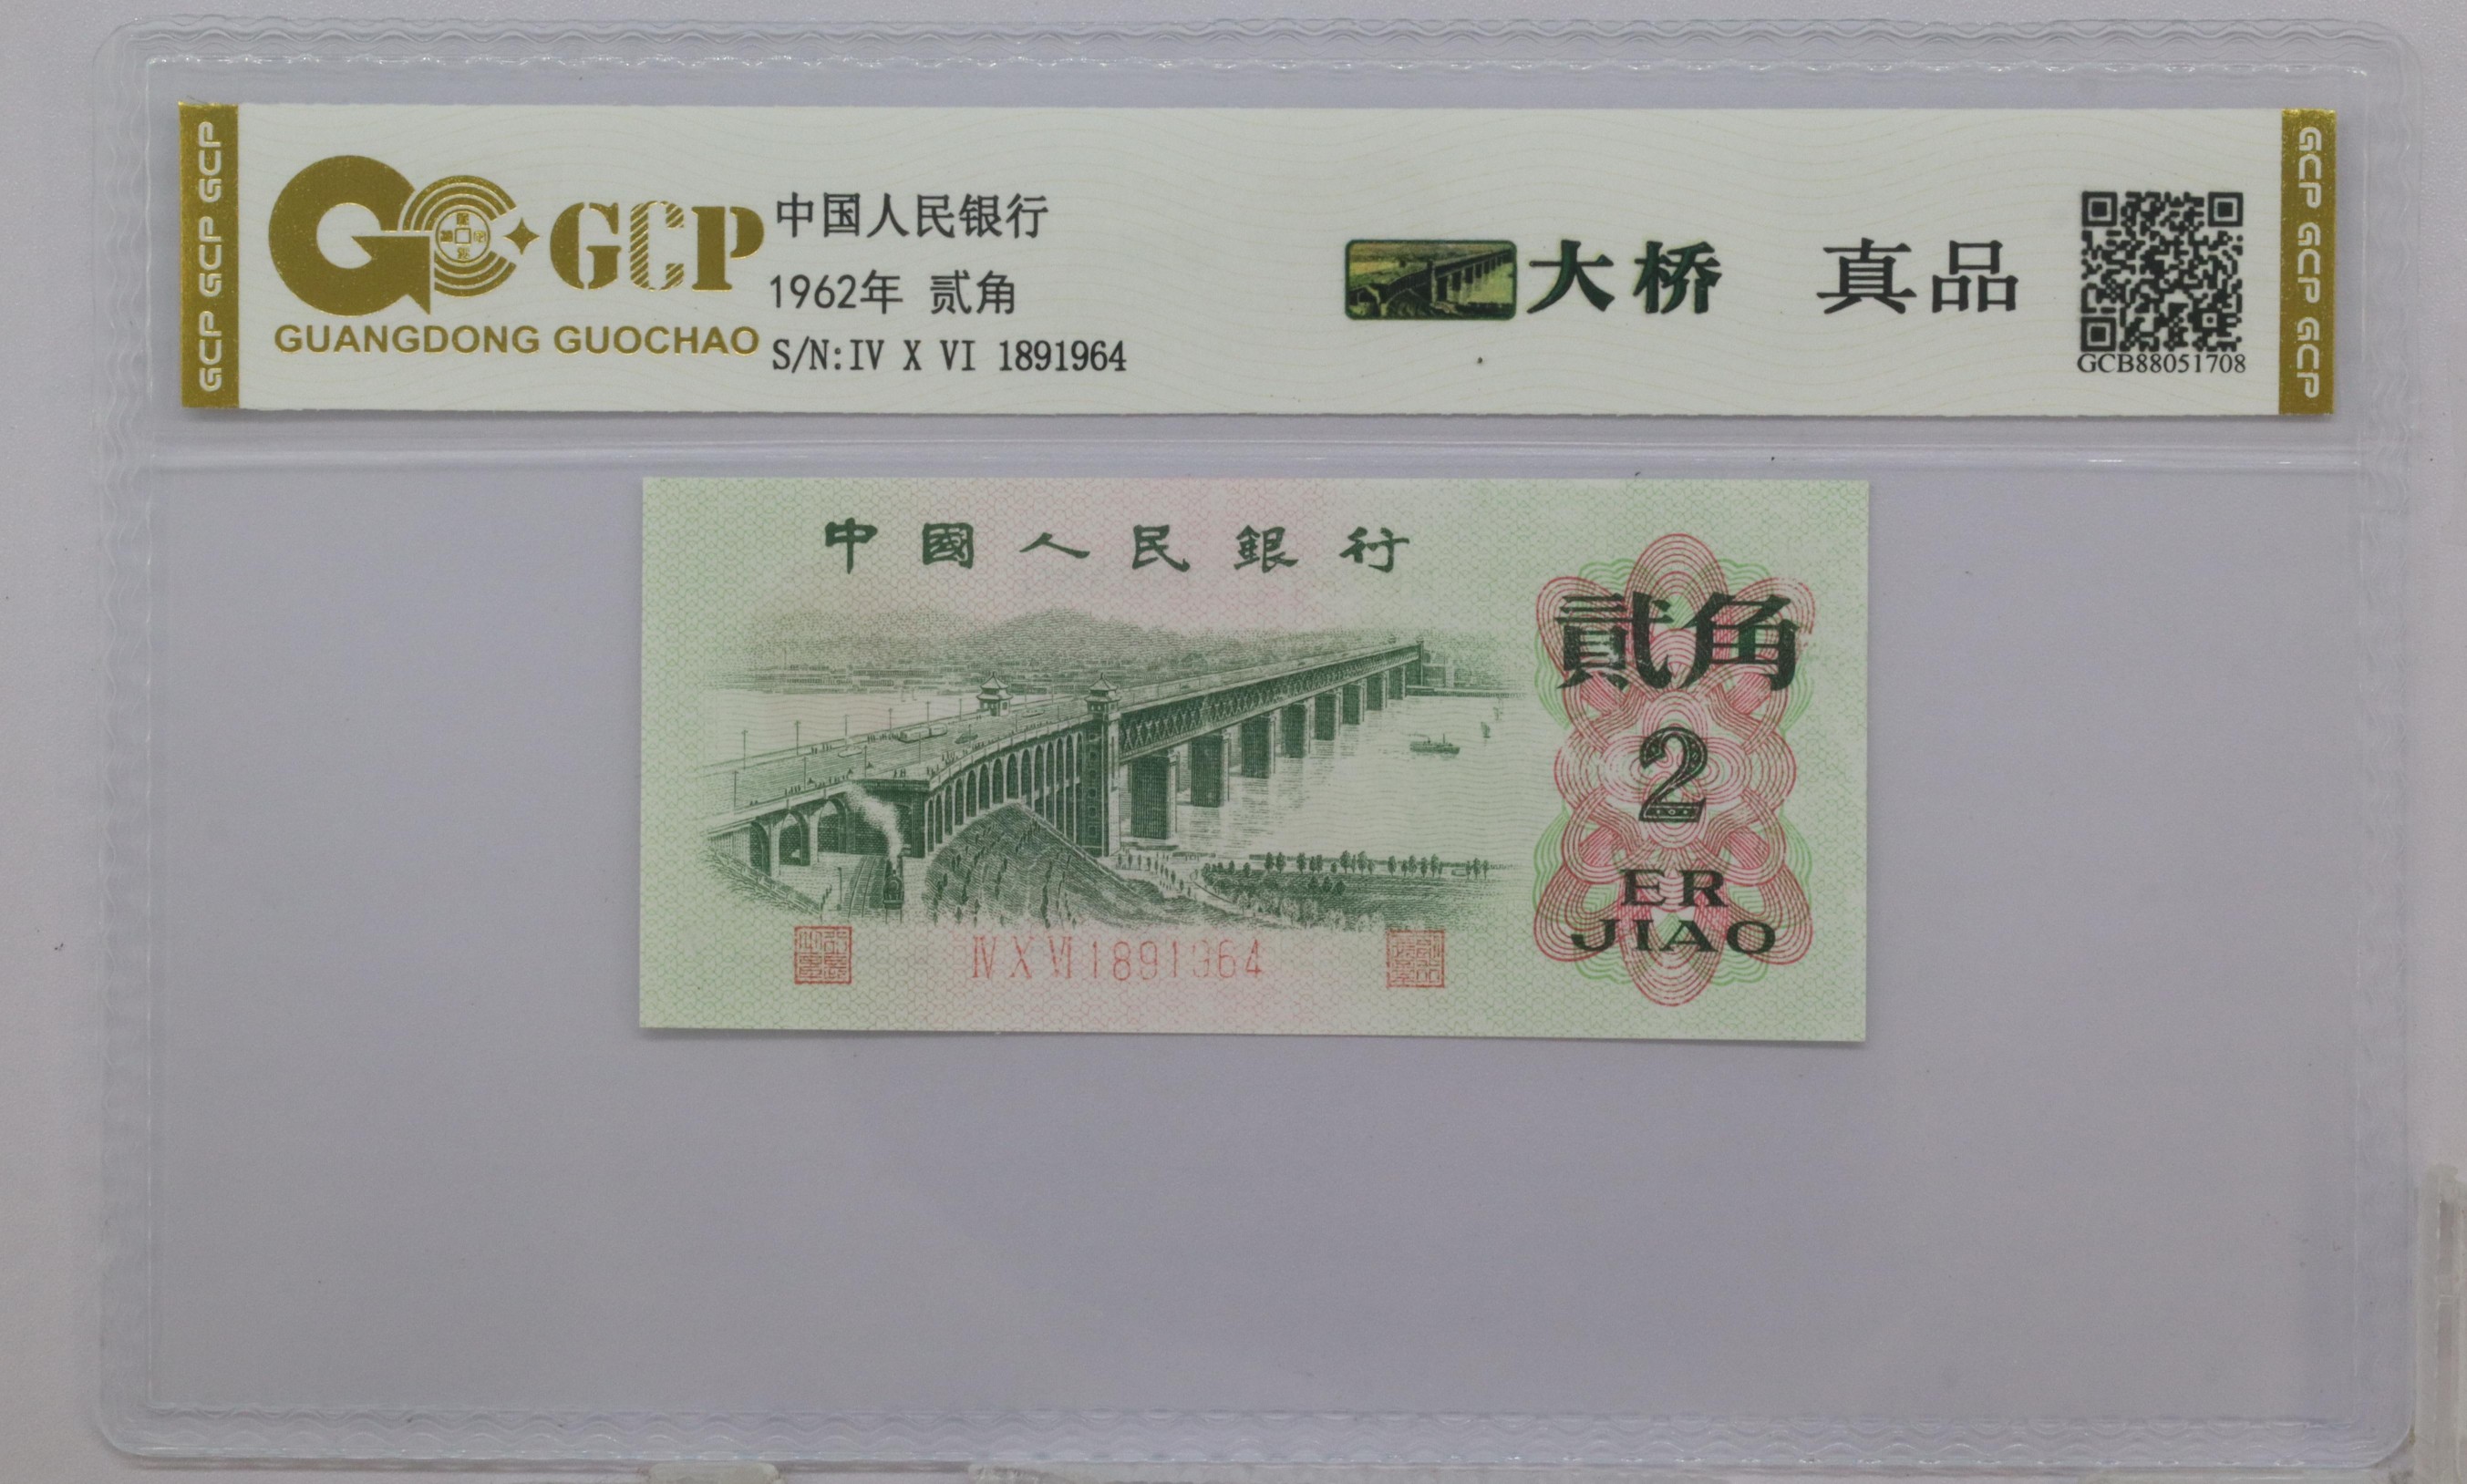 GCP GCP GCP
GCP
中国人民银行
1962年 贰角
GUANGDONG GUOCHAO
S/N:IV X VI 1891964
大桥 真品
GCB88051708
GCP GCP GCP
中國人民銀行
貳角
2
ER
JIAO
Ⅳ Ⅹ Ⅵ 1891964